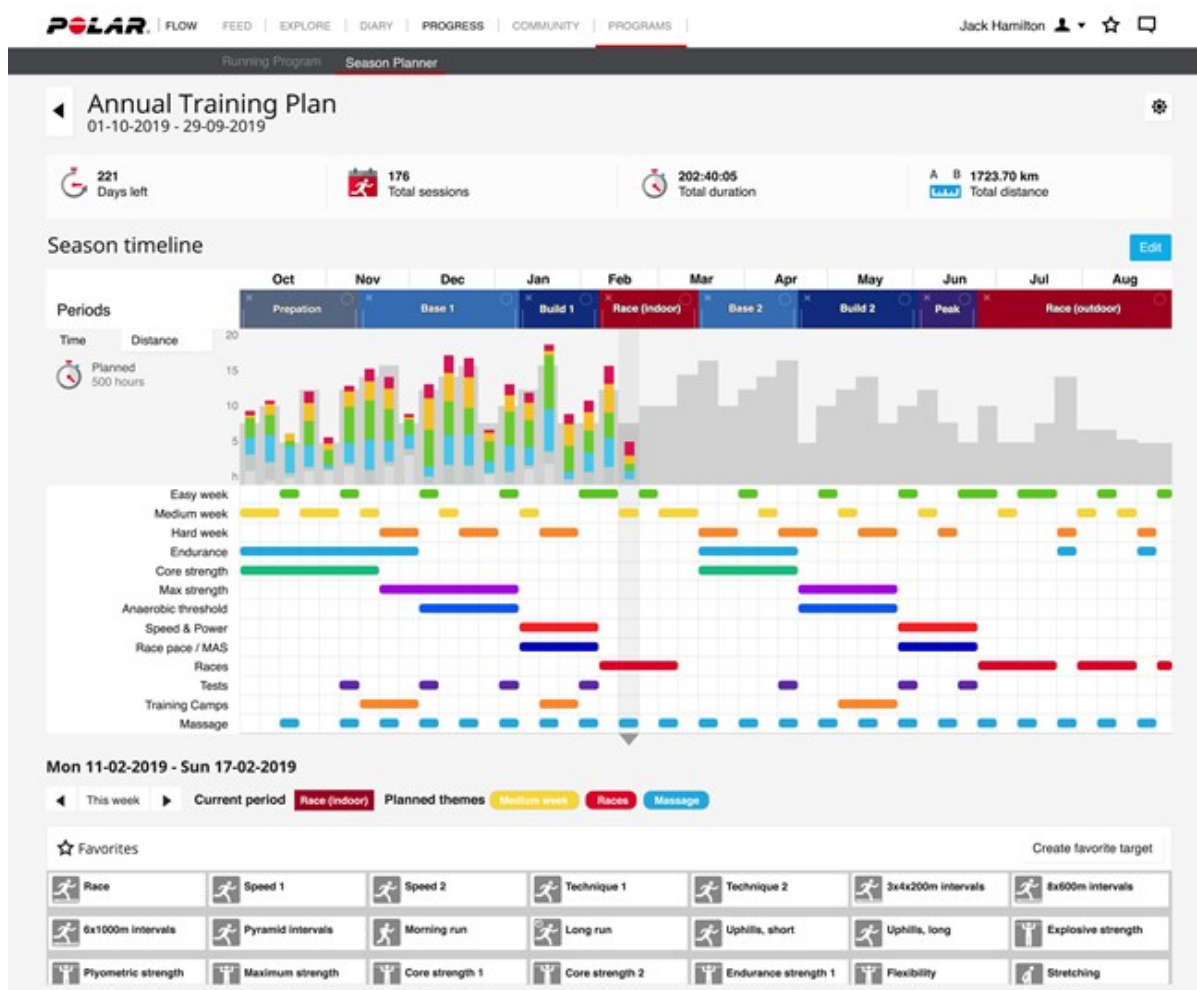 POLAR. FLOW FEED EXPLORE DIARY PROGRESS COMMUNITY PROGRAMS Jack Hamilton
Running Program Season Planner
Annual Training Plan
01-10-2019 - 29-09-2019
221
Days left
176
Total sessions
202:40:05
Total duration
A B 1723.70 km
Total distance
Season timeline Edit
Oct Nov Dec Jan Feb Mar Apr May Jun Jul Aug
Periods Prepation Base 1 Build 1 Race (indoor) Base 2 Build 2 Peak Race (outdoor)
Time Distance
Planned
500 hours
20
15
10
5
h
Easy week
Medium week
Hard week
Endurance
Core strength
Max strength
Anaerobic threshold
Speed & Power
Race pace / MAS
Races
Tests
Training Camps
Massage
Mon 11-02-2019 - Sun 17-02-2019
This week Current period Race (indoor) Planned themes Medium week Races Massage
Favorites Create favorite target
Race Speed 1 Speed 2 Technique 1 Technique 2 3x4x200m intervals 8x600m intervals
6x1000m intervals Pyramid intervals Morning run Long run Uphills, short Uphills, long Explosive strength
Plyometric strength Maximum strength Core strength 1 Core strength 2 Endurance strength 1 Flexibility Stretching